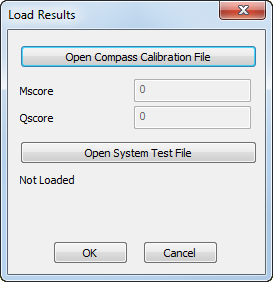 Load Results
Open Compass Calibration File
Mscore 0
Qscore 0
Open System Test File
Not Loaded
OK Cancel